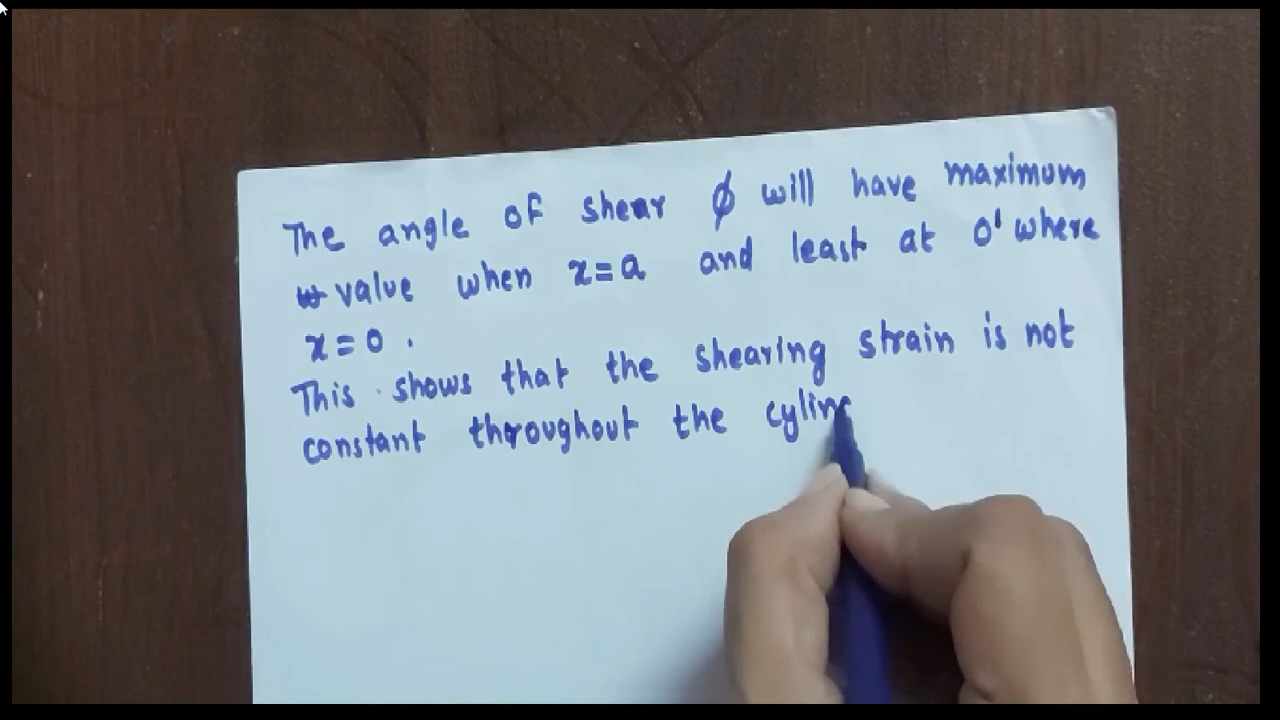 The angle of shear ϕ will have maximum
value when x=a and least at O' where
x=0.
This shows that the shearing strain is not
constant throughout the cylin